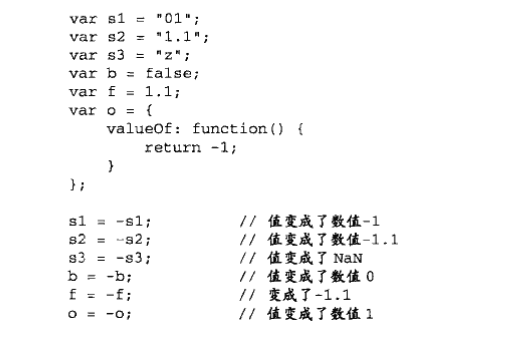 var s1 = "01";
var s2 = "1.1";
var s3 = "z";
var b = false;
var f = 1.1;
var o = {
    valueOf: function() {
        return -1;
    }
};

s1 = -s1;          // 值变成了数值-1
s2 = -s2;          // 值变成了数值-1.1
s3 = -s3;          // 值变成了 NaN
b = -b;            // 值变成了数值 0
f = -f;            // 变成了-1.1
o = -o;            // 值变成了数值 1